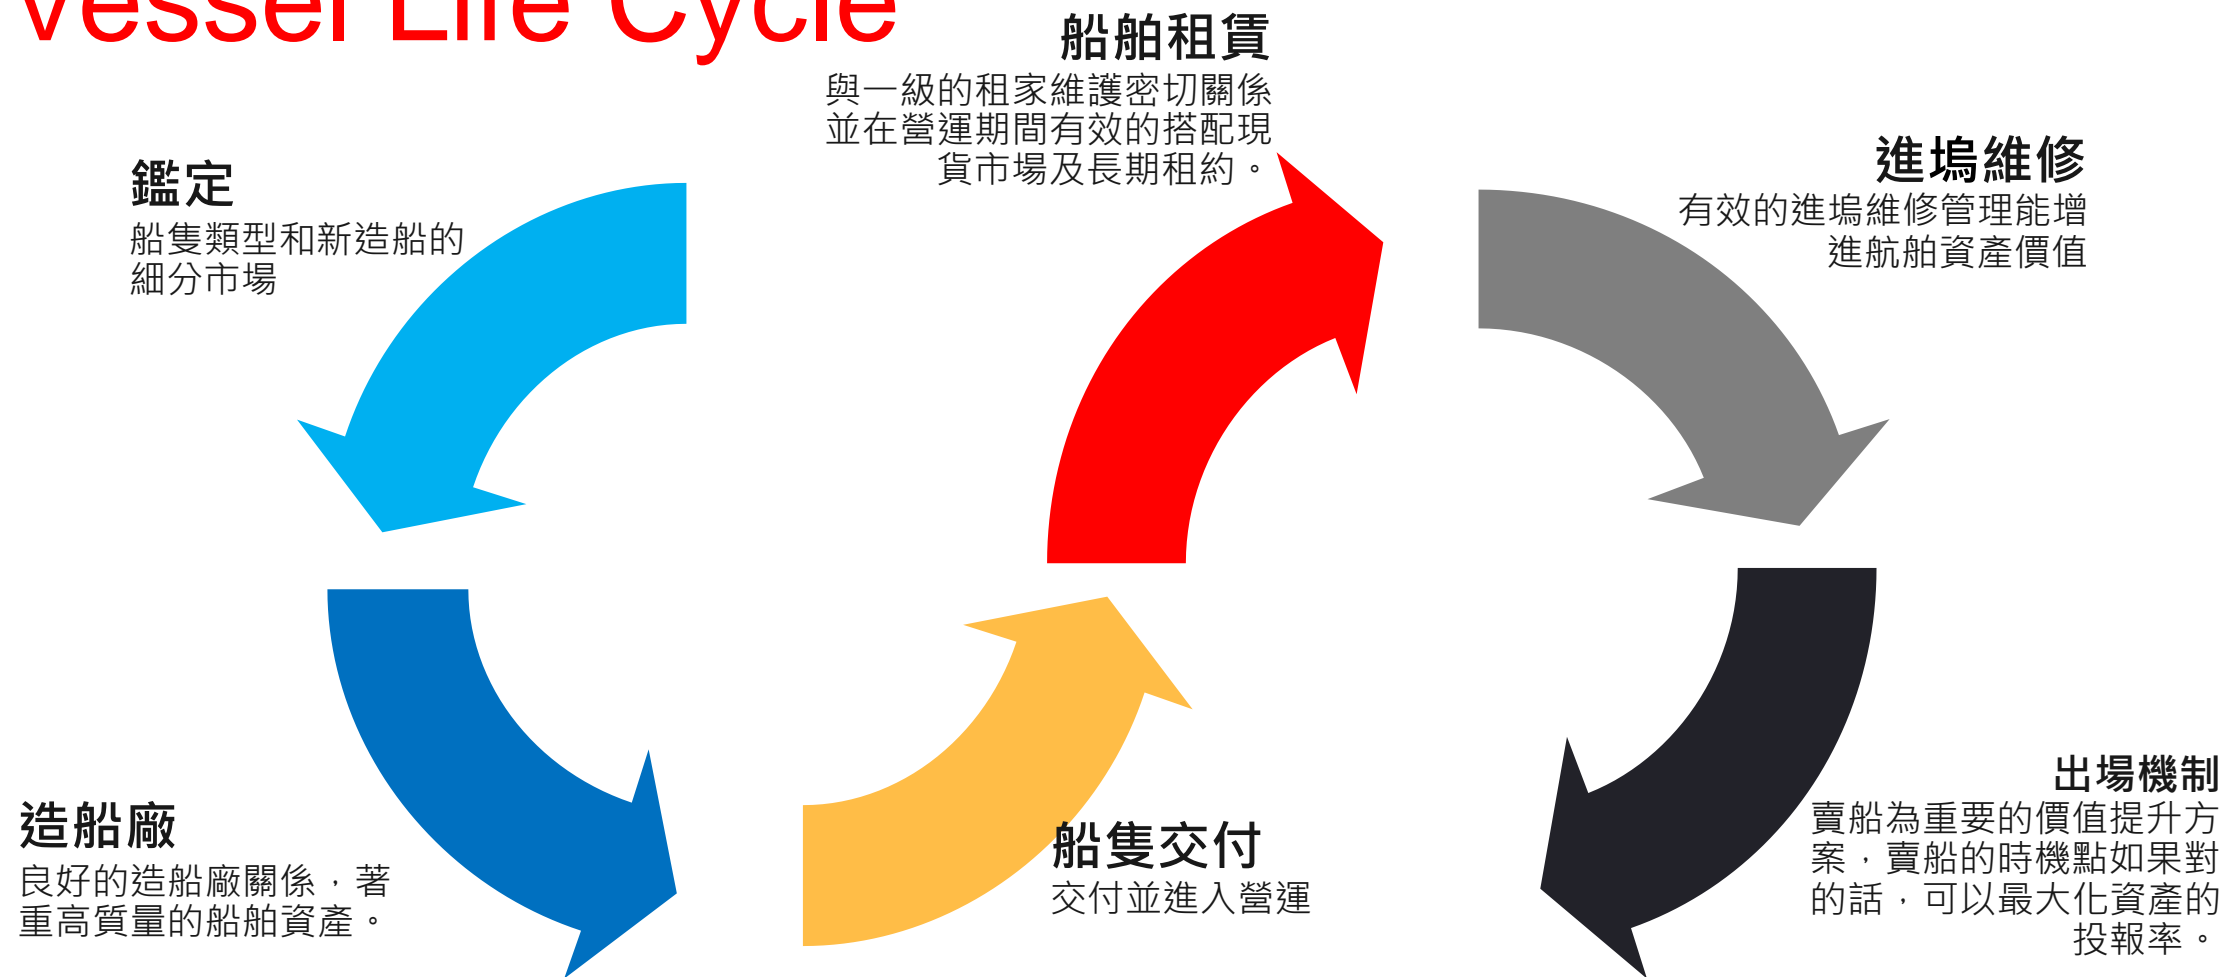 Vessel Life Cycle
鑑定
船隻類型和新造船的
細分市場
造船廠
良好的造船廠關係，著
重高質量的船舶資產。
船隻交付
交付並進入營運
船舶租賃
與一級的租家維護密切關係
並在營運期間有效的搭配現
貨市場及長期租約。
進塢維修
有效的進塢維修管理能增
進航舶資產價值
出場機制
賣船為重要的價值提升方
案，賣船的時機點如果對
的話，可以最大化資產的
投報率。